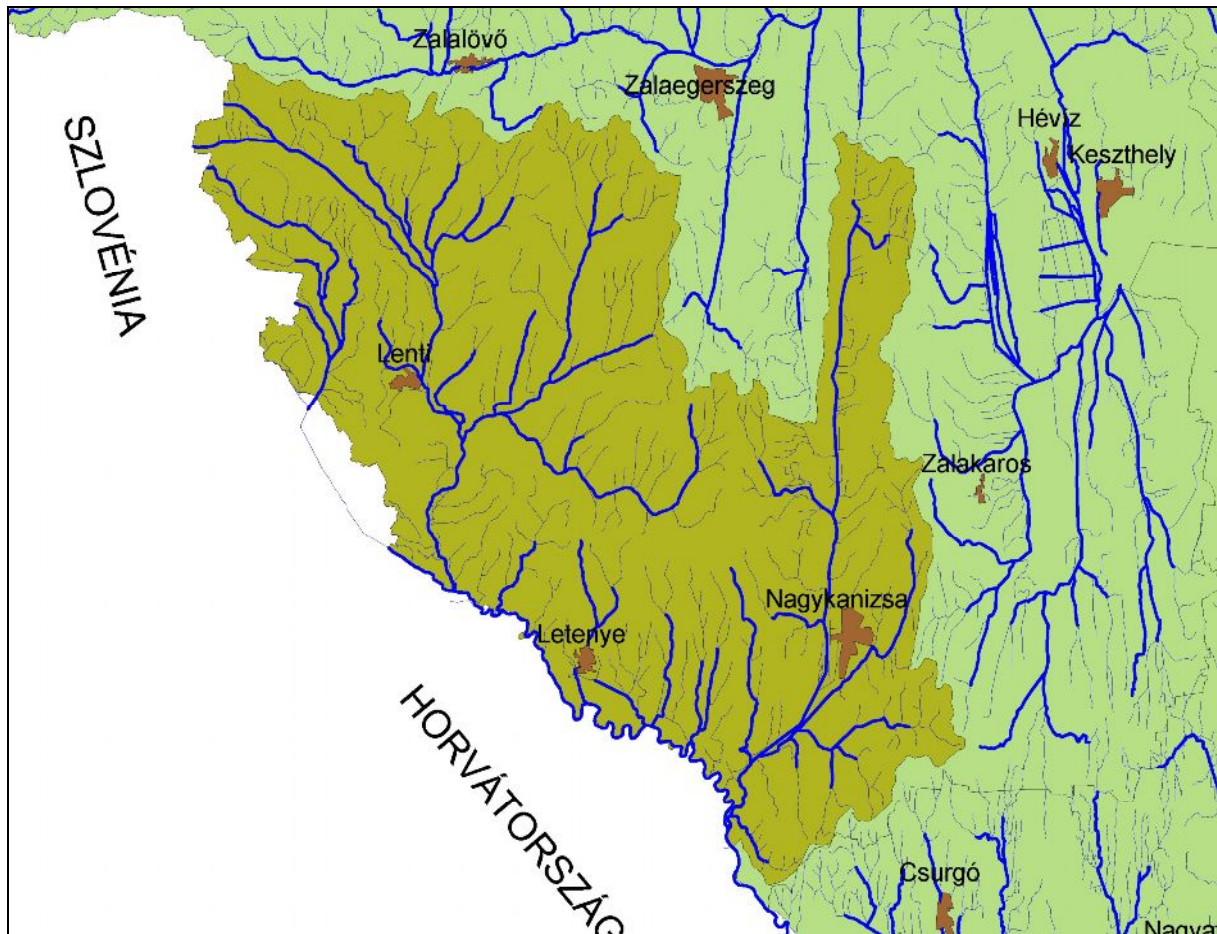 Zalalövő
Zalaegerszeg
Hévíz
Keszthely
SZLOVÉNIA
Lenti
Zalakaros
Nagykanizsa
Letenye
HORVÁTORSZÁG
Csurgó